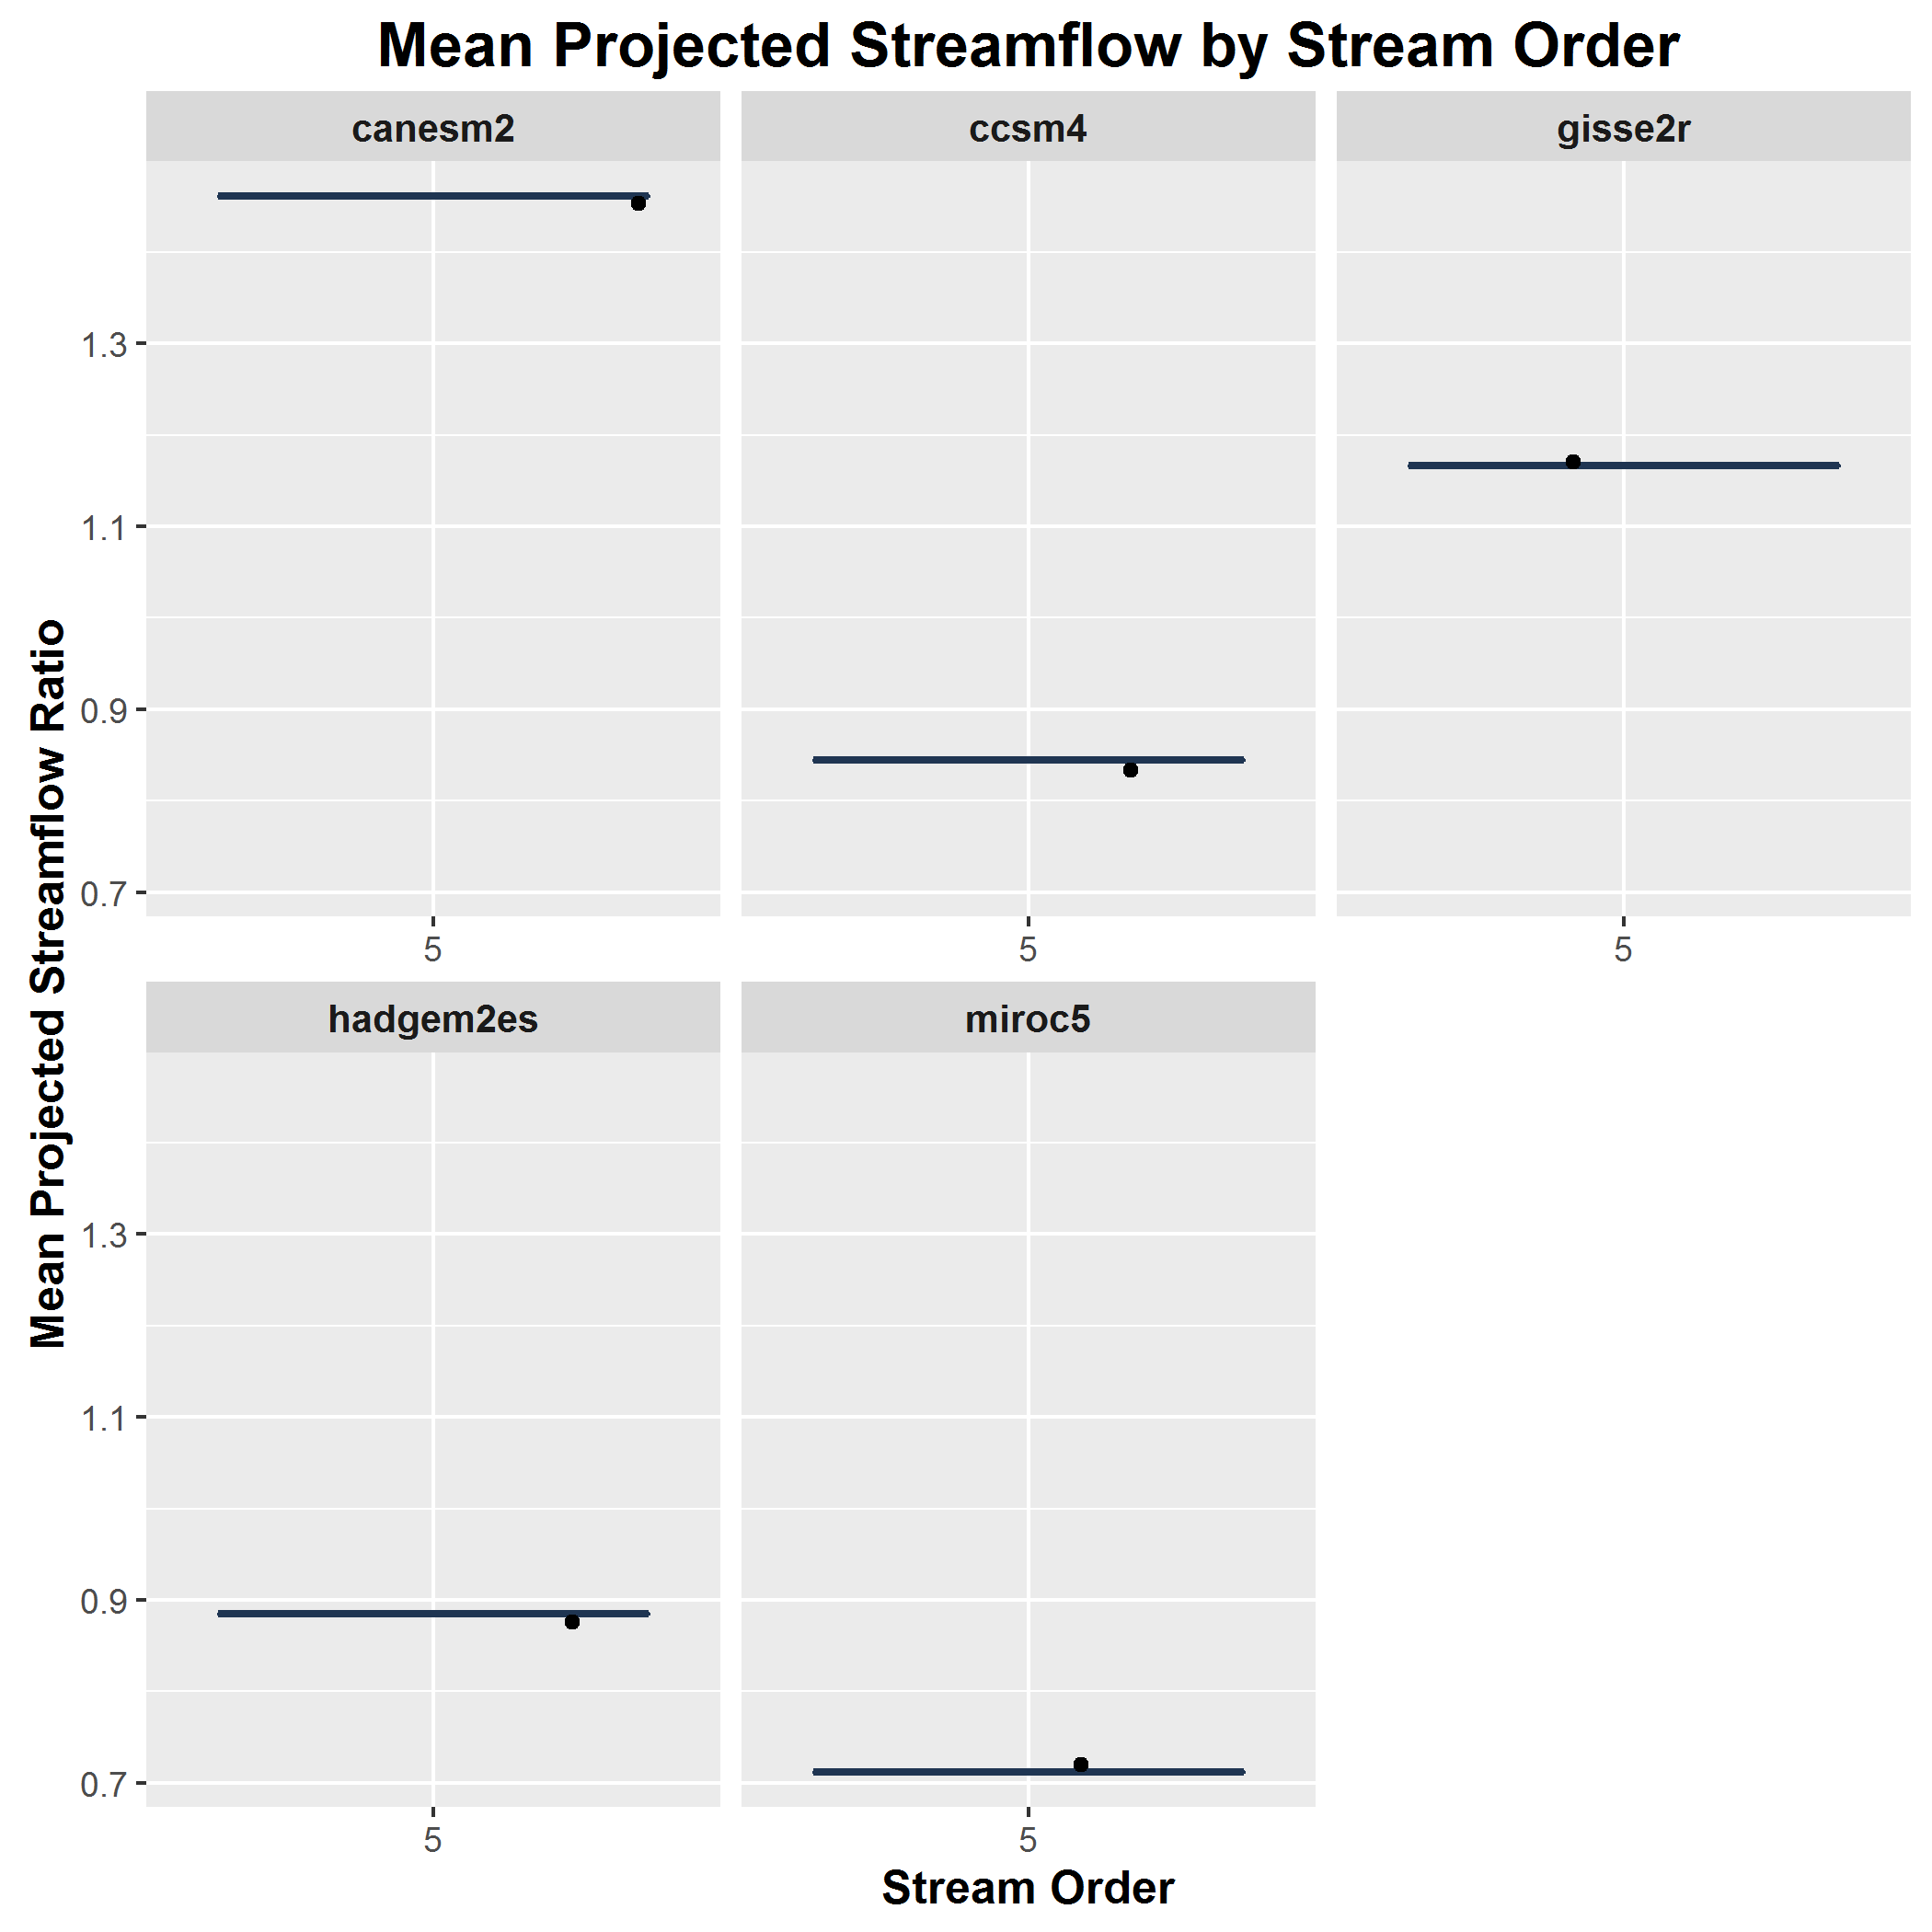 Mean Projected Streamflow by Stream Order
canesm2
ccsm4
gisse2r
1.3
1.1
0.9
0.7
5
5
5
Mean Projected Streamflow Ratio
hadgem2es
miroc5
1.3
1.1
0.9
0.7
5
5
Stream Order